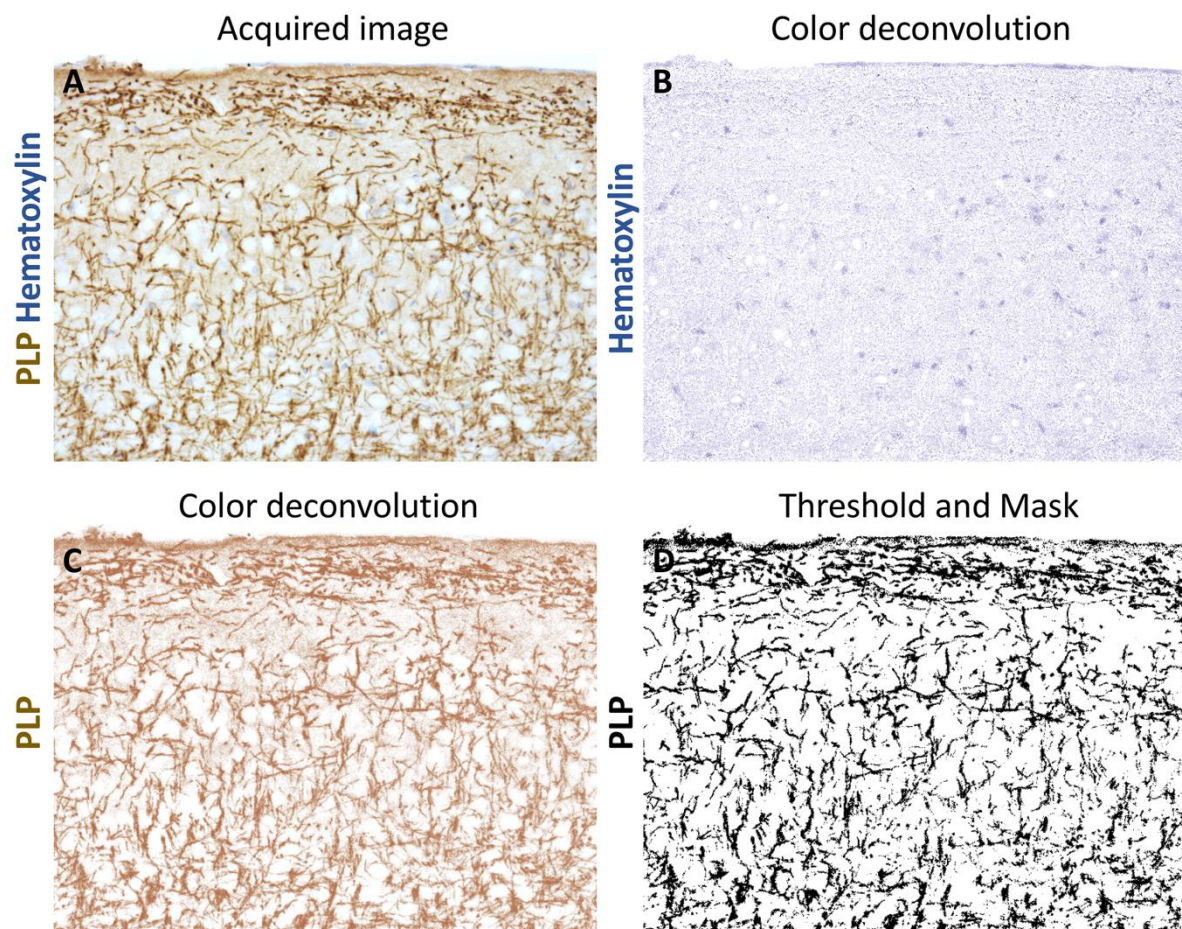 Acquired image
Color deconvolution
A
B
PLP Hematoxylin
Hematoxylin
Color deconvolution
Threshold and Mask
C
D
PLP
PLP